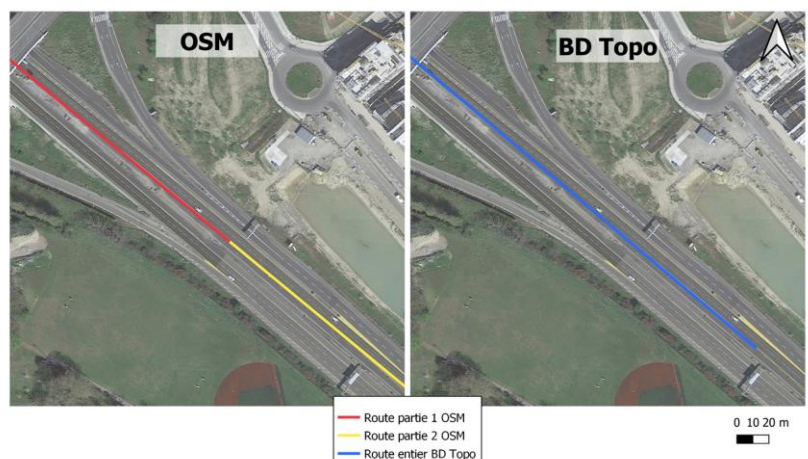 OSM
BD Topo
Route partie 1 OSM
Route partie 2 OSM
Route entier BD Topo
0 10 20 m